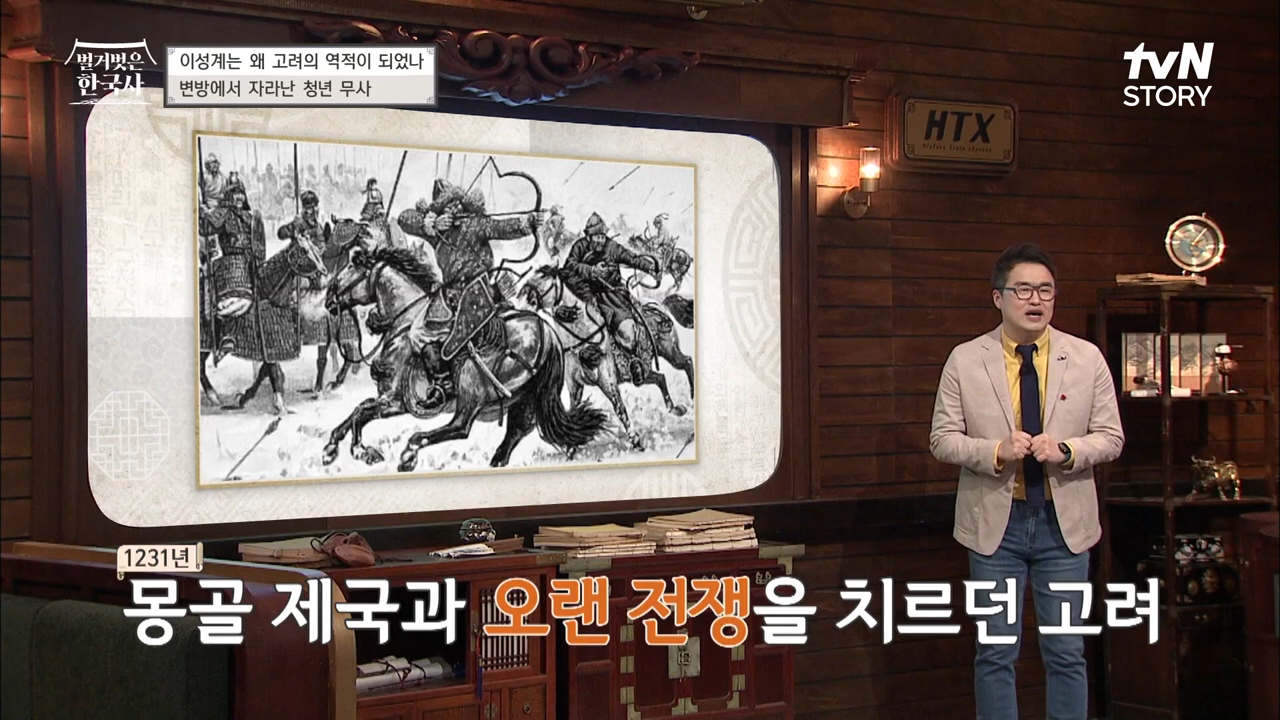 벌거벗은
한국사
이성계는 왜 고려의 역적이 되었나
변방에서 자라난 청년 무사
tvN
STORY
HTX
1231년
몽골 제국과 오랜 전쟁을 치르던 고려